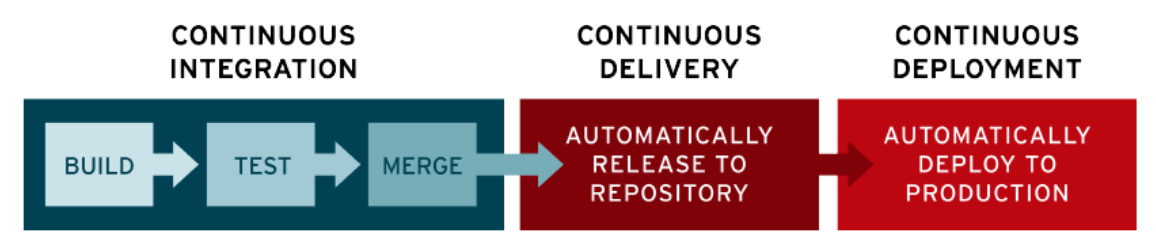 CONTINUOUS
INTEGRATION
CONTINUOUS
DELIVERY
CONTINUOUS
DEPLOYMENT
BUILD
TEST
MERGE
AUTOMATICALLY
RELEASE TO
REPOSITORY
AUTOMATICALLY
DEPLOY TO
PRODUCTION